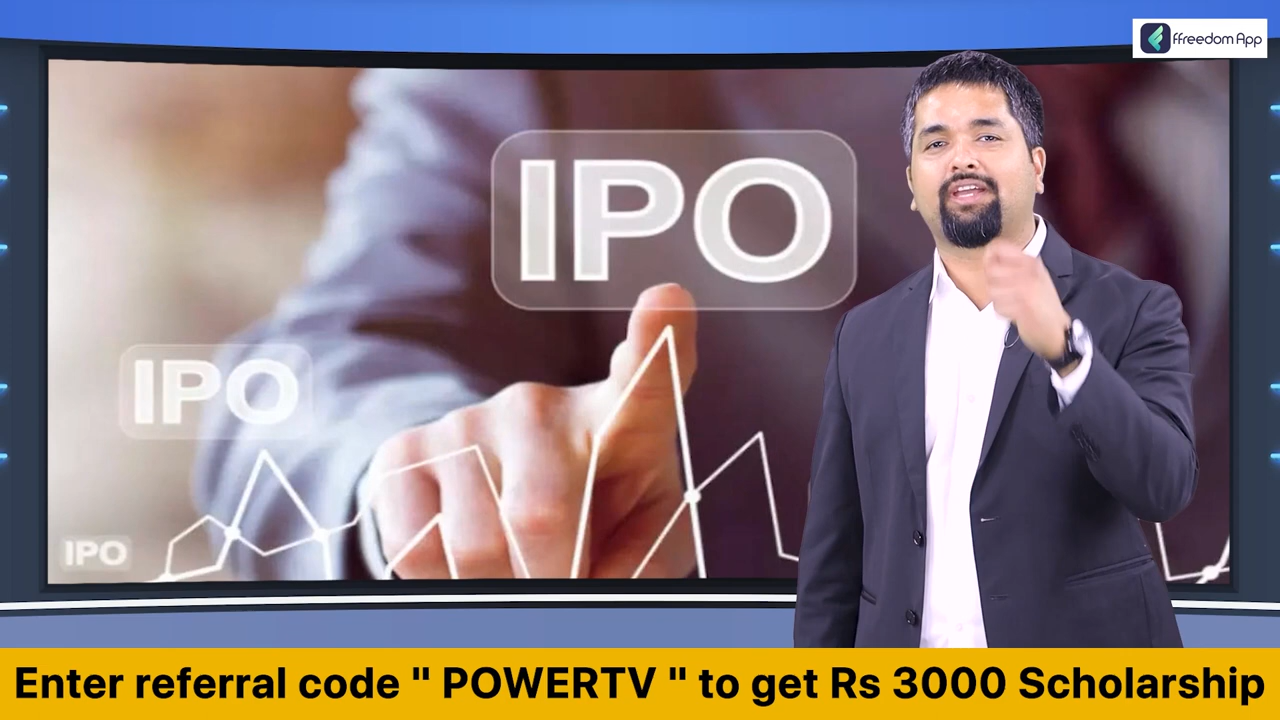 ffreedom App
IPO
IPO
IPO
Enter referral code " POWERTV " to get Rs 3000 Scholarship